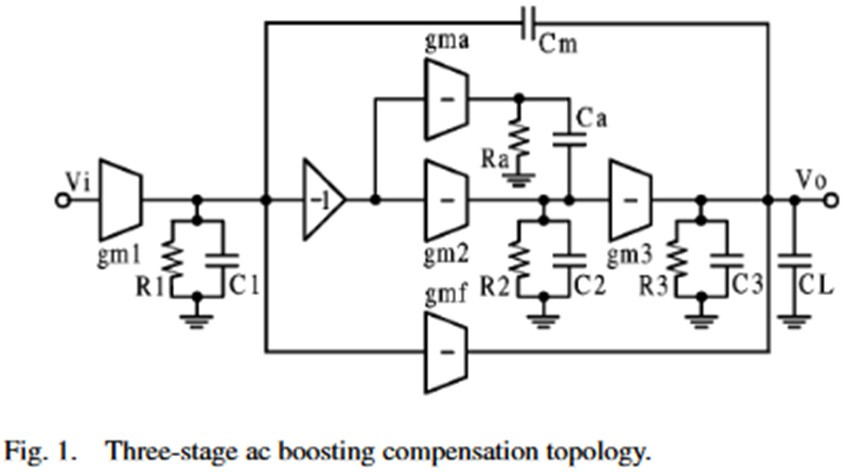 gma
Cm
Ca
Ra
Vi
-1
-
-
-
Vo
gm1
R1
C1
gm2
R2
C2
gm3
R3
C3
CL
gmf
-
Fig. 1. Three-stage ac boosting compensation topology.